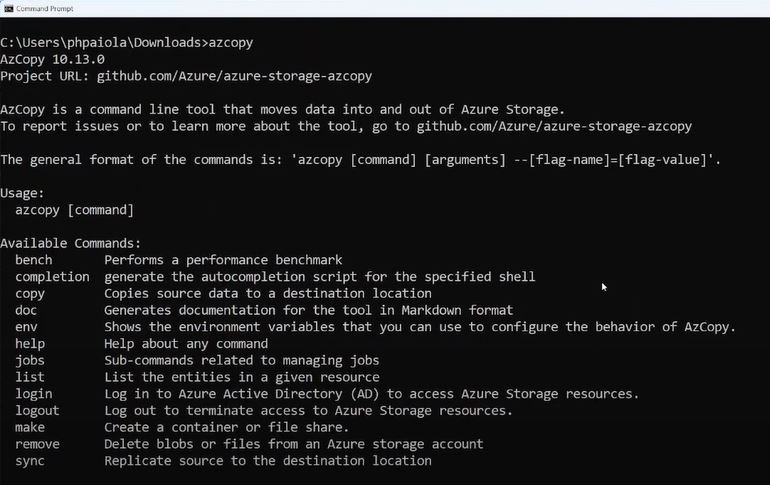 Command Prompt
C:\Users\phpaiola\Downloads>azcopy
AzCopy 10.13.0
Project URL: github.com/Azure/azure-storage-azcopy
AzCopy is a command line tool that moves data into and out of Azure Storage.
To report issues or to learn more about the tool, go to github.com/Azure/azure-storage-azcopy
The general format of the commands is: 'azcopy [command] [arguments] --[flag-name]=[flag-value]'.
Usage:
azcopy [command]
Available Commands:
bench Performs a performance benchmark
completion generate the autocompletion script for the specified shell
copy Copies source data to a destination location
doc Generates documentation for the tool in Markdown format
env Shows the environment variables that you can use to configure the behavior of AzCopy.
help Help about any command
jobs Sub-commands related to managing jobs
list List the entities in a given resource
login Log in to Azure Active Directory (AD) to access Azure Storage resources.
logout Log out to terminate access to Azure Storage resources.
make Create a container or file share.
remove Delete blobs or files from an Azure storage account
sync Replicate source to the destination location